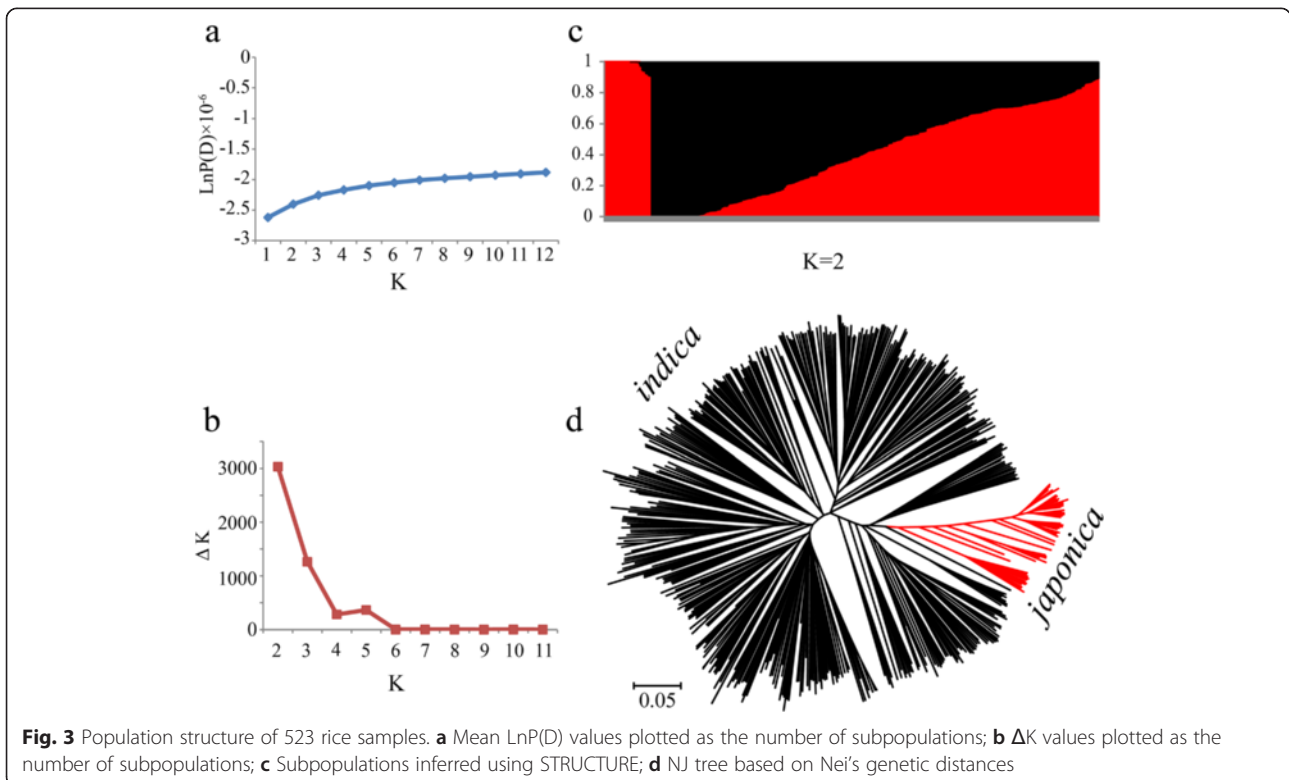 a
0
-0.5
-1
-1.5
-2
-2.5
-3
LnP(D)×10⁻⁶
1 2 3 4 5 6 7 8 9 10 11 12
K
c
1
0.8
0.6
0.4
0.2
0
K=2
b
3000
2000
1000
0
Δ K
2 3 4 5 6 7 8 9 10 11
K
d
indica
japonica
0.05
Fig. 3 Population structure of 523 rice samples. a Mean LnP(D) values plotted as the number of subpopulations; b ΔK values plotted as the
number of subpopulations; c Subpopulations inferred using STRUCTURE; d NJ tree based on Nei's genetic distances